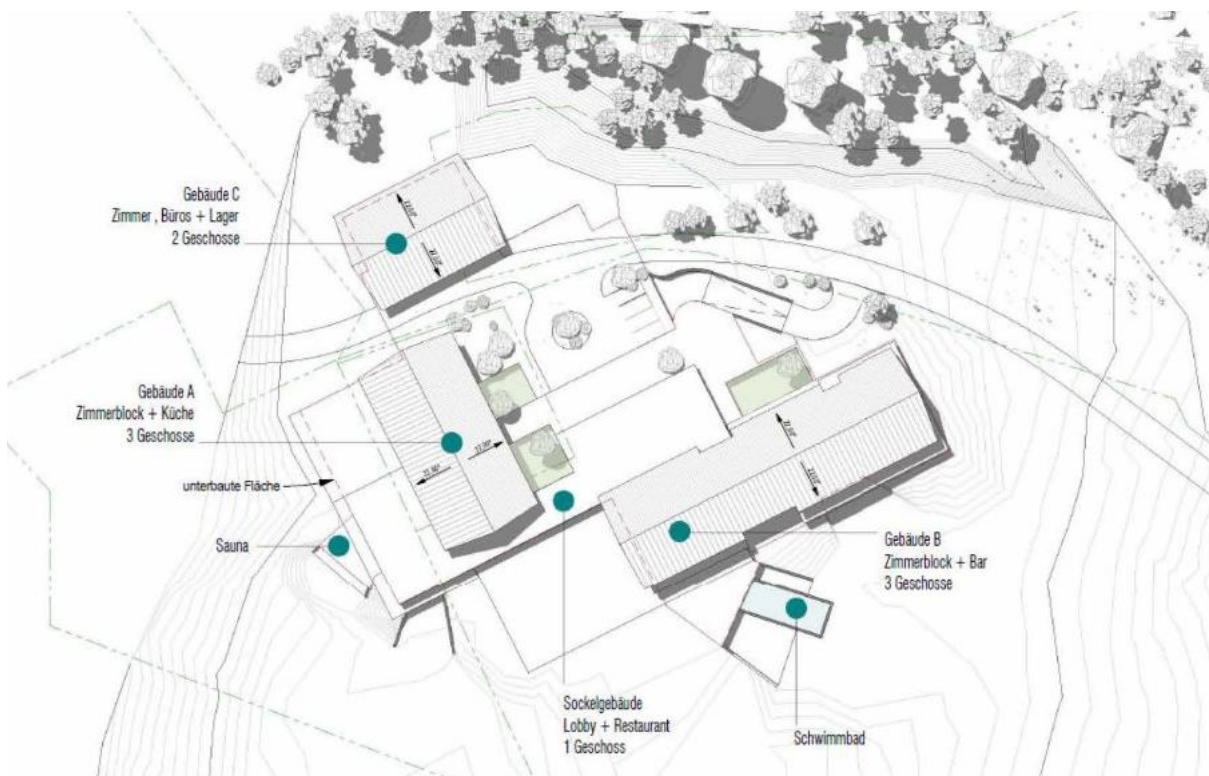 Gebäude C
Zimmer , Büros + Lager
2 Geschosse
Gebäude A
Zimmerblock + Küche
3 Geschosse
unterbaute Fläche
Sauna
Gebäude B
Zimmerblock + Bar
3 Geschosse
Sockelgebäude
Lobby + Restaurant
1 Geschoss
Schwimmbad